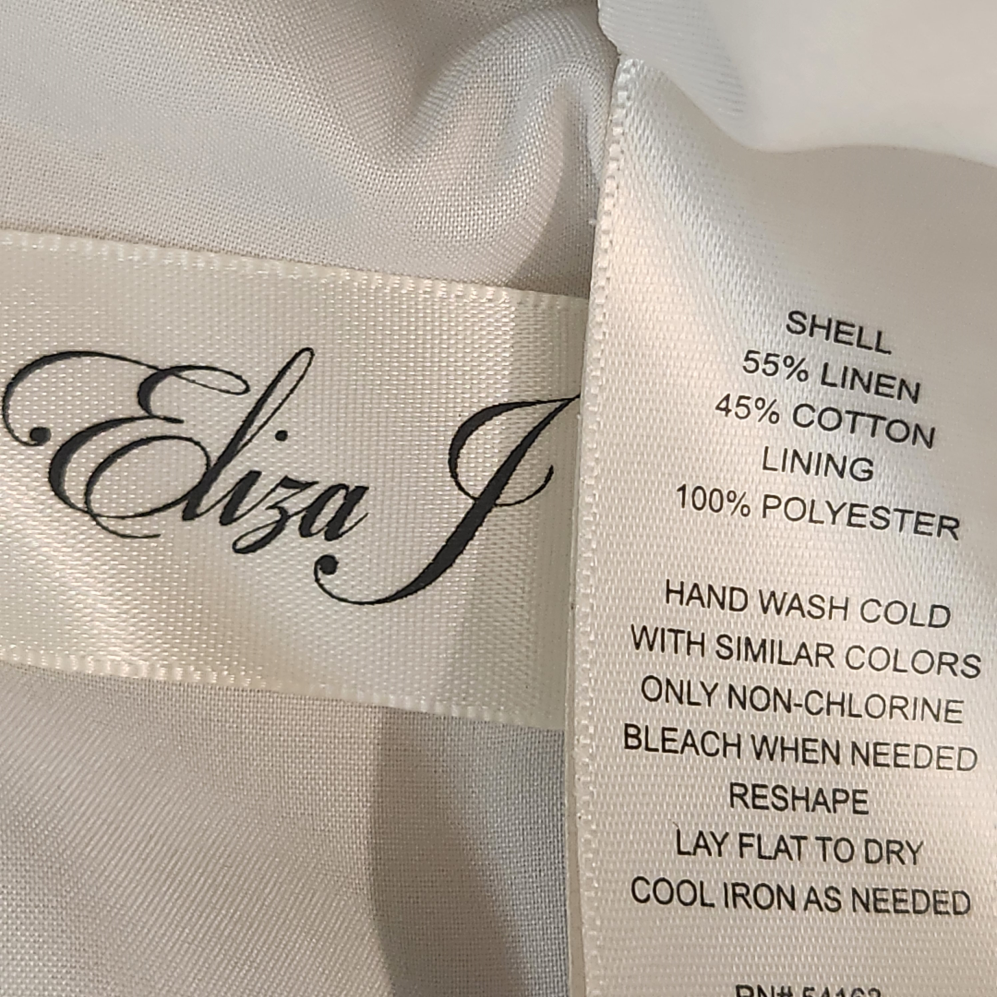 Eliza J
SHELL
55% LINEN
45% COTTON
LINING
100% POLYESTER
HAND WASH COLD
WITH SIMILAR COLORS
ONLY NON-CHLORINE
BLEACH WHEN NEEDED
RESHAPE
LAY FLAT TO DRY
COOL IRON AS NEEDED
RN#